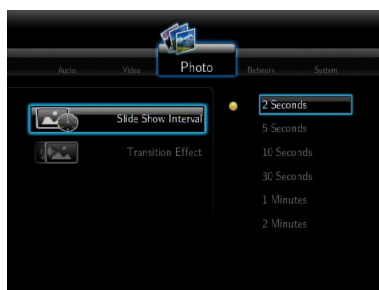 Audio Video Photo Network System
Slide Show Interval
Transition Effect
2 Seconds
5 Seconds
10 Seconds
30 Seconds
1 Minutes
2 Minutes